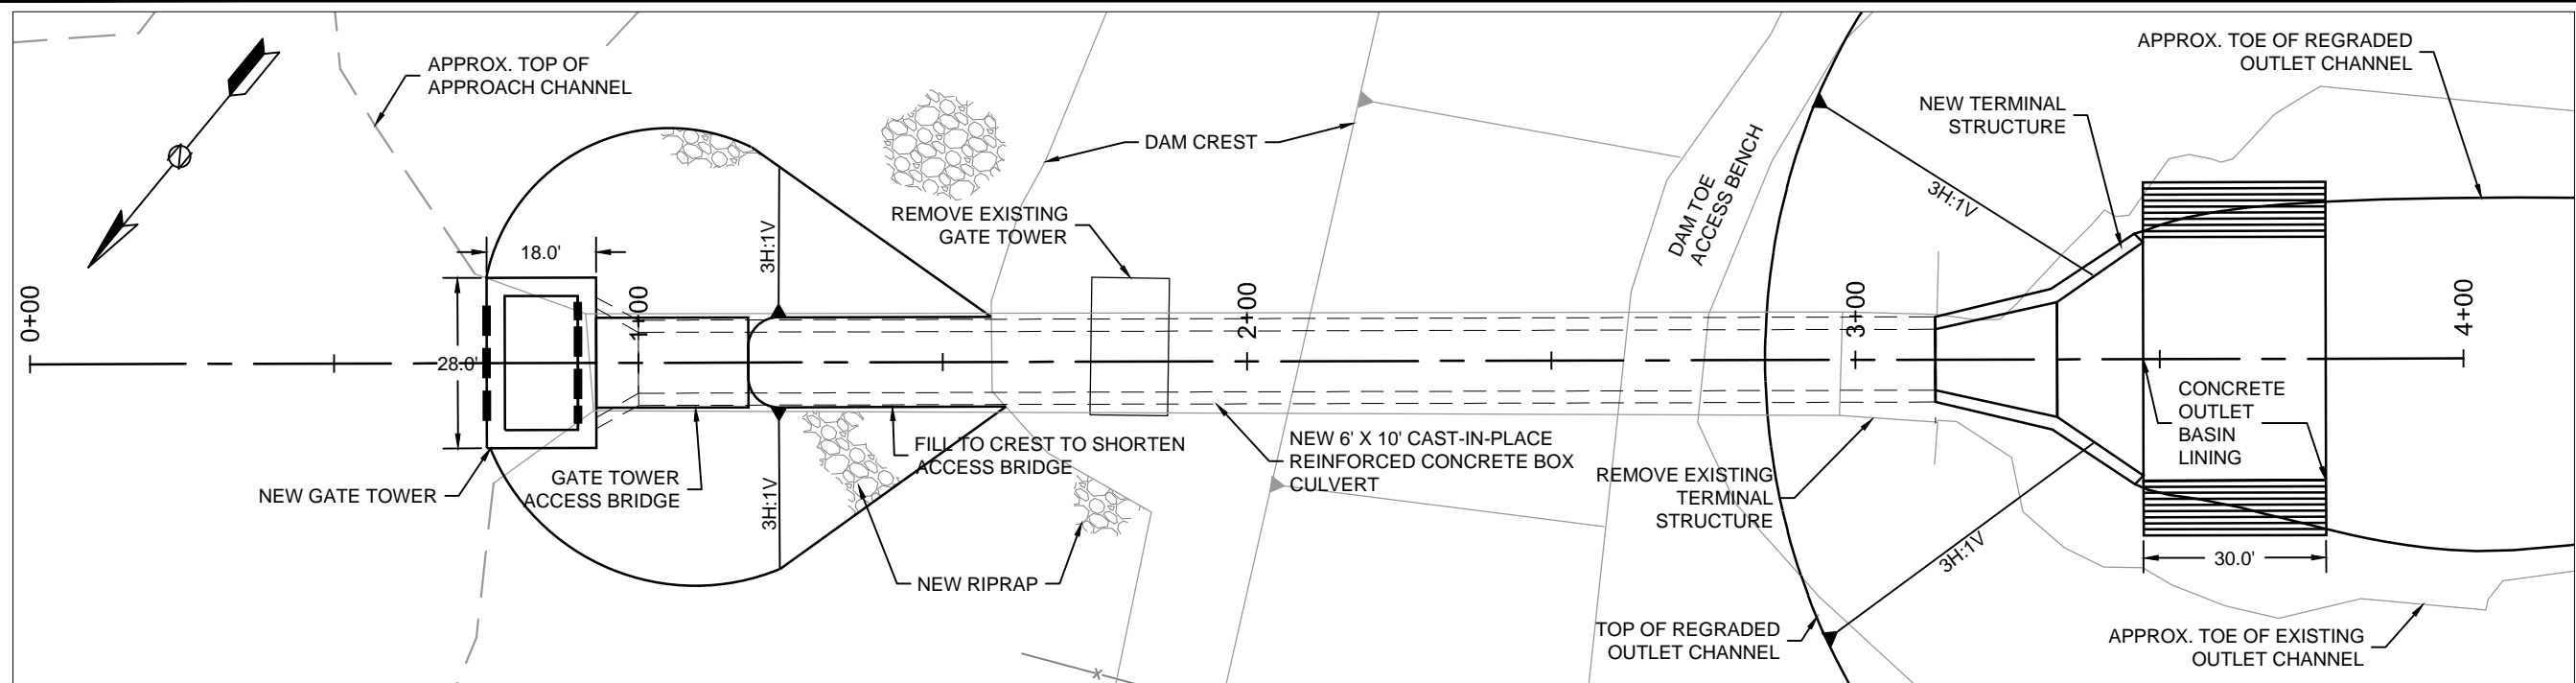 APPROX. TOP OF
APPROACH CHANNEL
DAM CREST
REMOVE EXISTING
GATE TOWER
DAM TOE
ACCESS BENCH
APPROX. TOE OF REGRADED
OUTLET CHANNEL
NEW TERMINAL
STRUCTURE
3H:1V
3H:1V
18.0'
28.0'
0+00
1+00
2+00
3+00
4+00
NEW GATE TOWER
GATE TOWER
ACCESS BRIDGE
3H:1V
FILL TO CREST TO SHORTEN
ACCESS BRIDGE
NEW RIPRAP
NEW 6' X 10' CAST-IN-PLACE
REINFORCED CONCRETE BOX
CULVERT
REMOVE EXISTING
TERMINAL
STRUCTURE
CONCRETE
OUTLET
BASIN
LINING
3H:1V
30.0'
TOP OF REGRADED
OUTLET CHANNEL
APPROX. TOE OF EXISTING
OUTLET CHANNEL
x